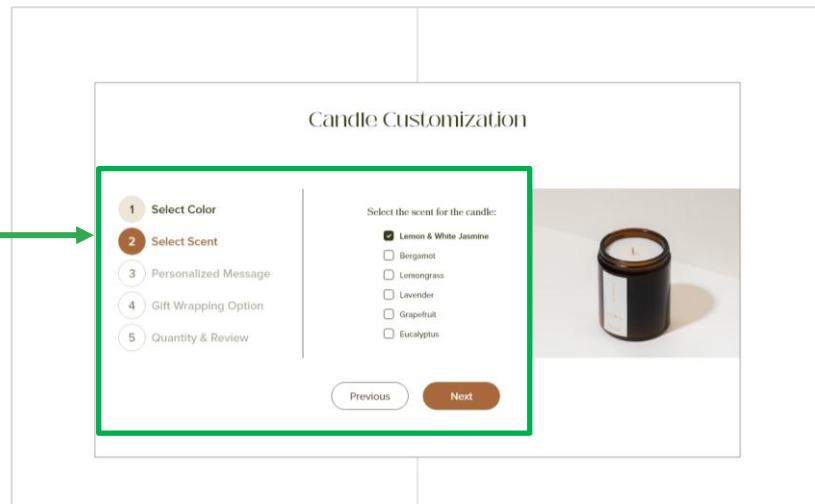 Candle Customization
1 Select Color
2 Select Scent
3 Personalized Message
4 Gift Wrapping Option
5 Quantity & Review
Select the scent for the candle:
Lemon & White Jasmine
Bergamot
Lemongrass
Lavender
Grapefruit
Eucalyptus
Previous
Next